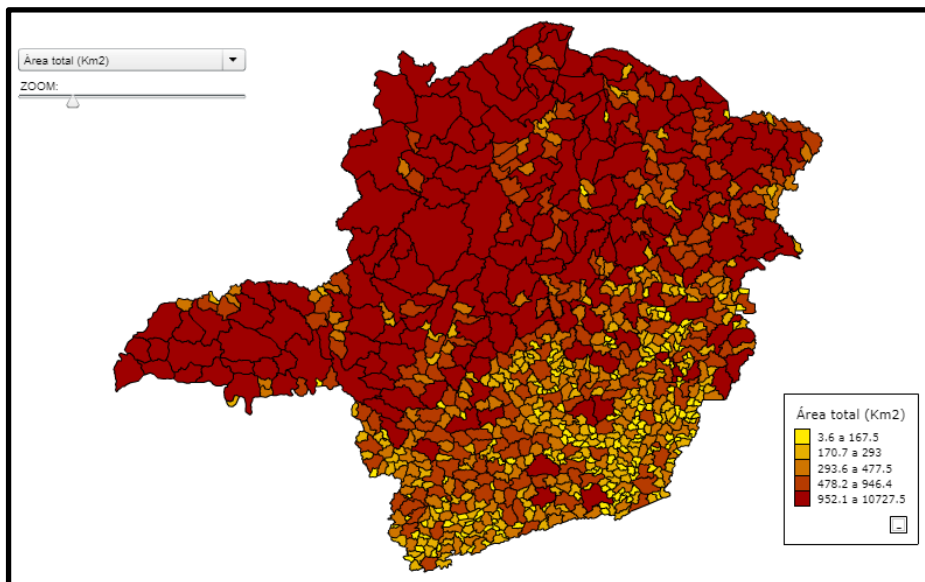 Área total (Km2)
ZOOM:
Área total (Km2)
3.6 a 167.5
170.7 a 293
293.6 a 477.5
478.2 a 946.4
952.1 a 10727.5